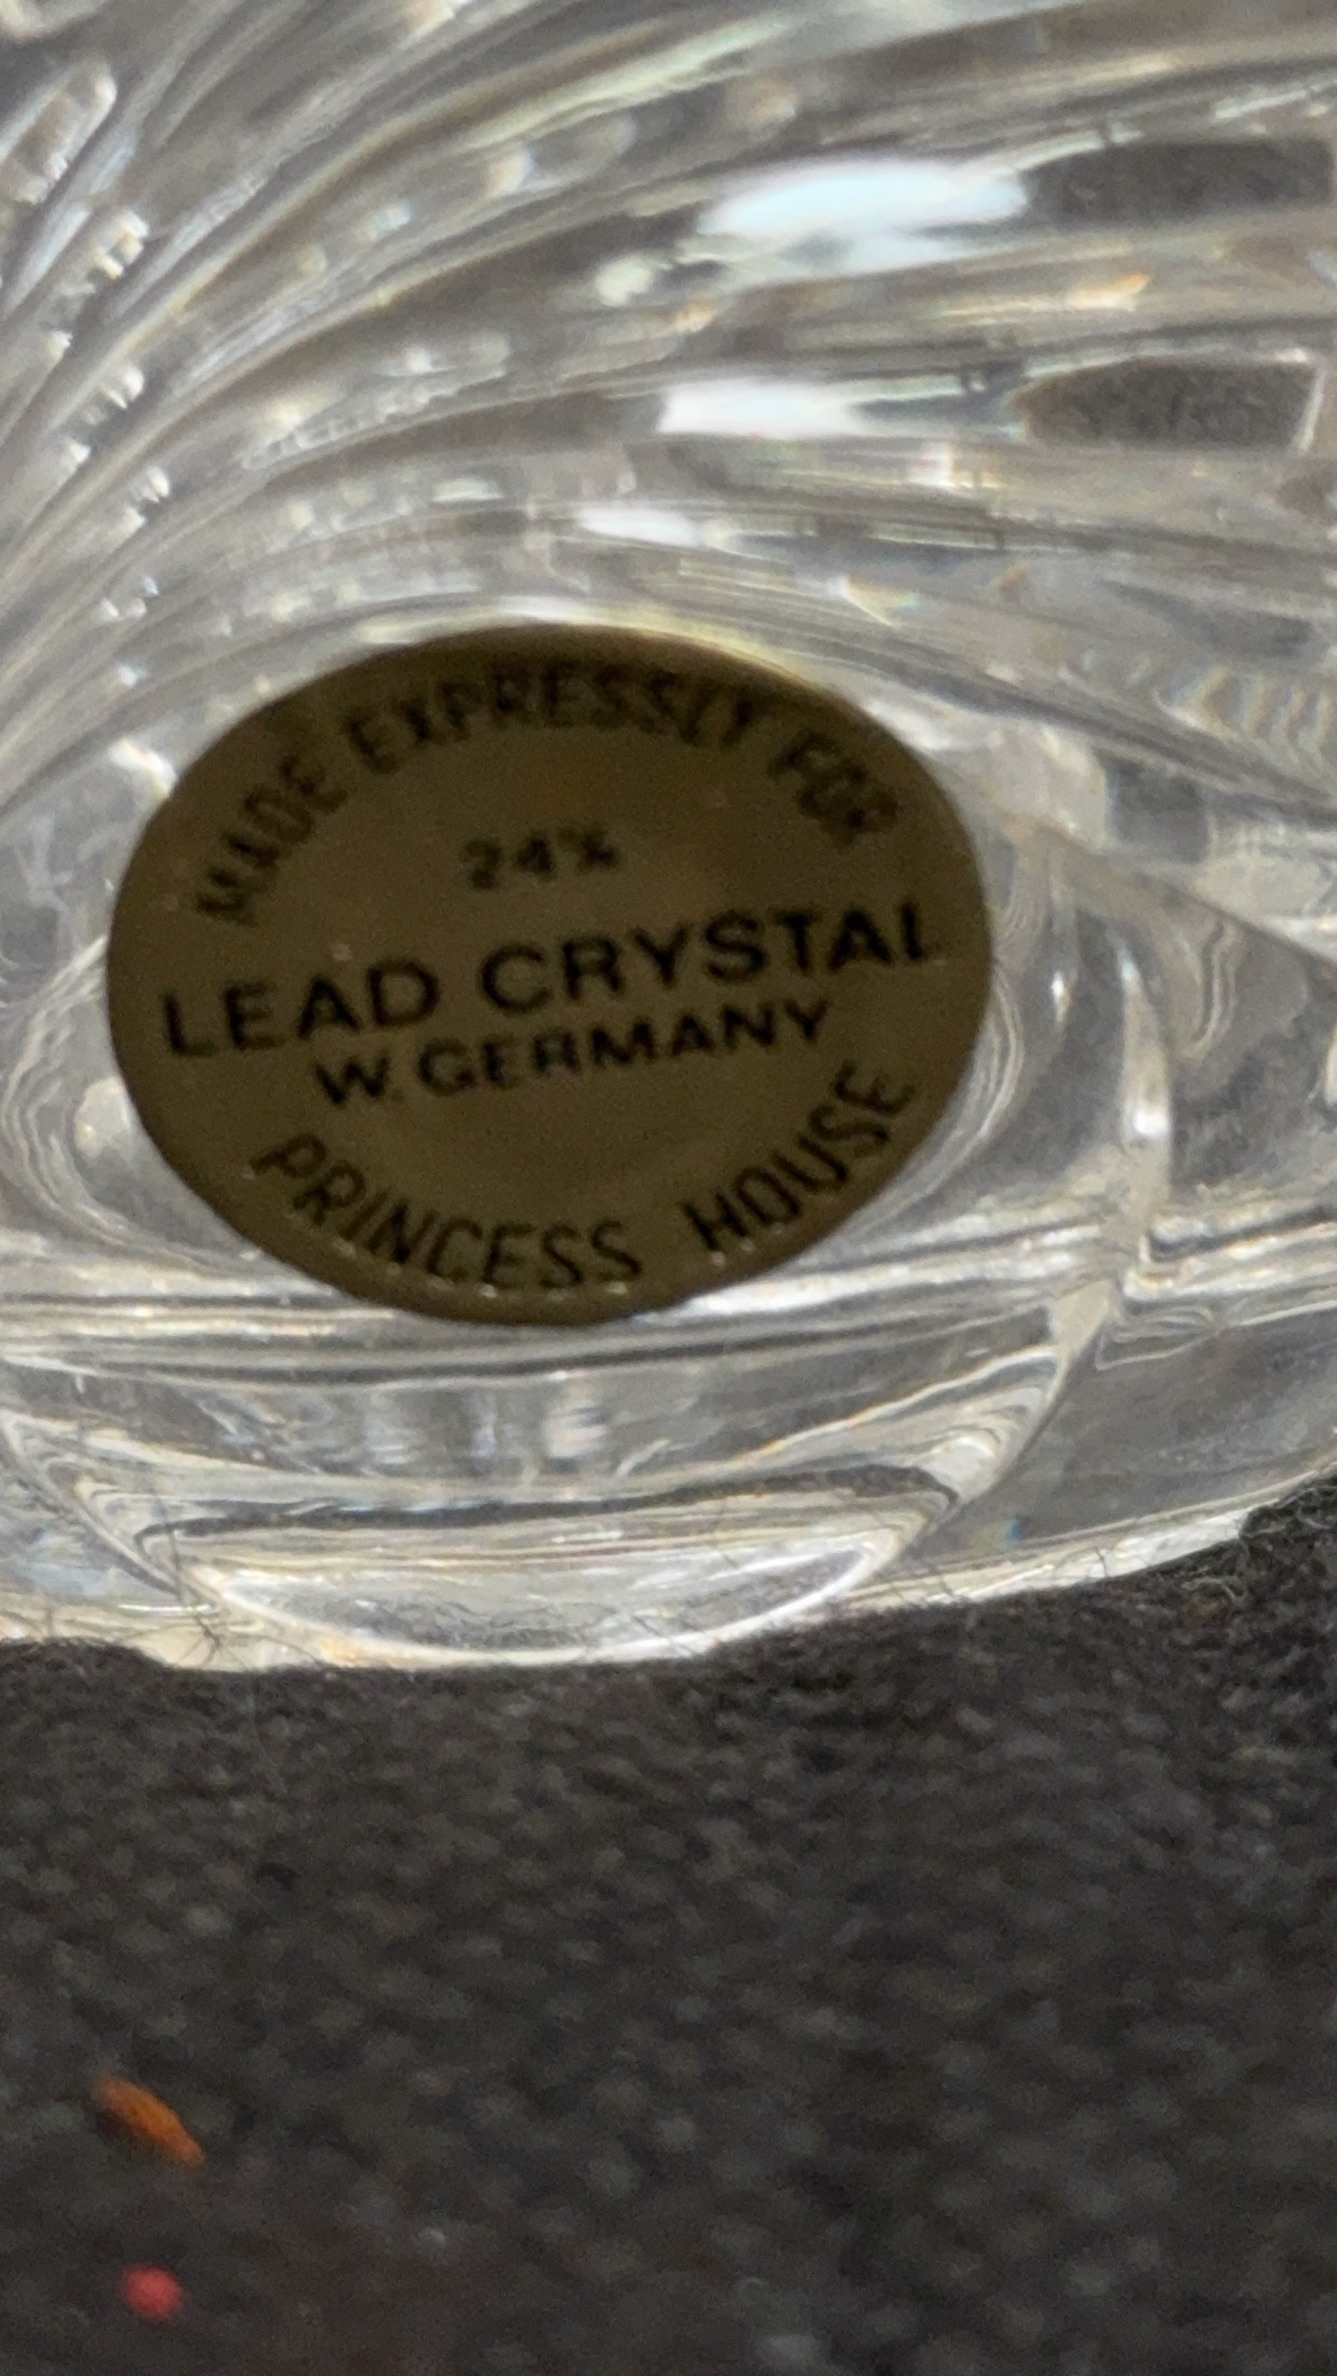 MADE EXPRESSLY FOR
24%
LEAD CRYSTAL
W. GERMANY
PRINCESS HOUSE